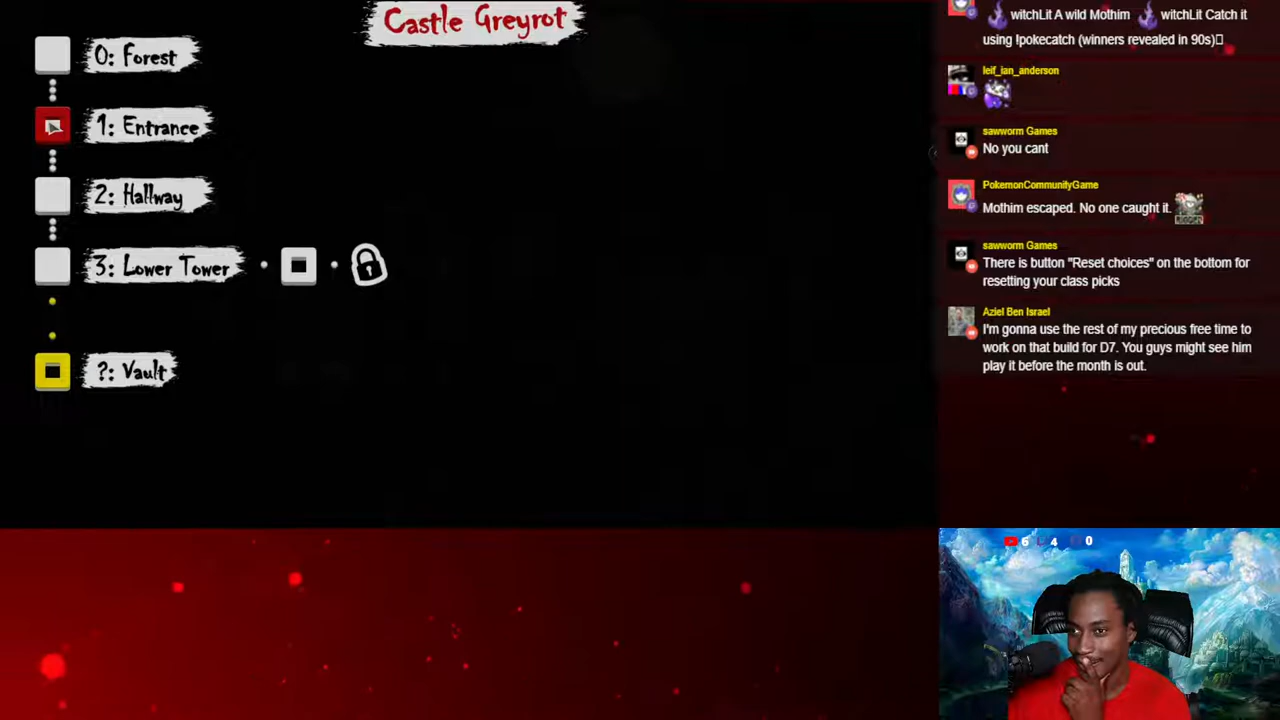 Castle Greyrot
0: Forest
1: Entrance
2: Hallway
3: Lower Tower
?: Vault
witchLit A wild Mothim witchLit Catch it
using !pokecatch (winners revealed in 90s)
leif_ian_anderson
sawworm Games
No you cant
PokemonCommunityGame
Mothim escaped. No one caught it.
sawworm Games
There is button "Reset choices" on the bottom for
resetting your class picks
Aziel Ben Israel
I'm gonna use the rest of my precious free time to
work on that build for D7. You guys might see him
play it before the month is out.
6 4 0